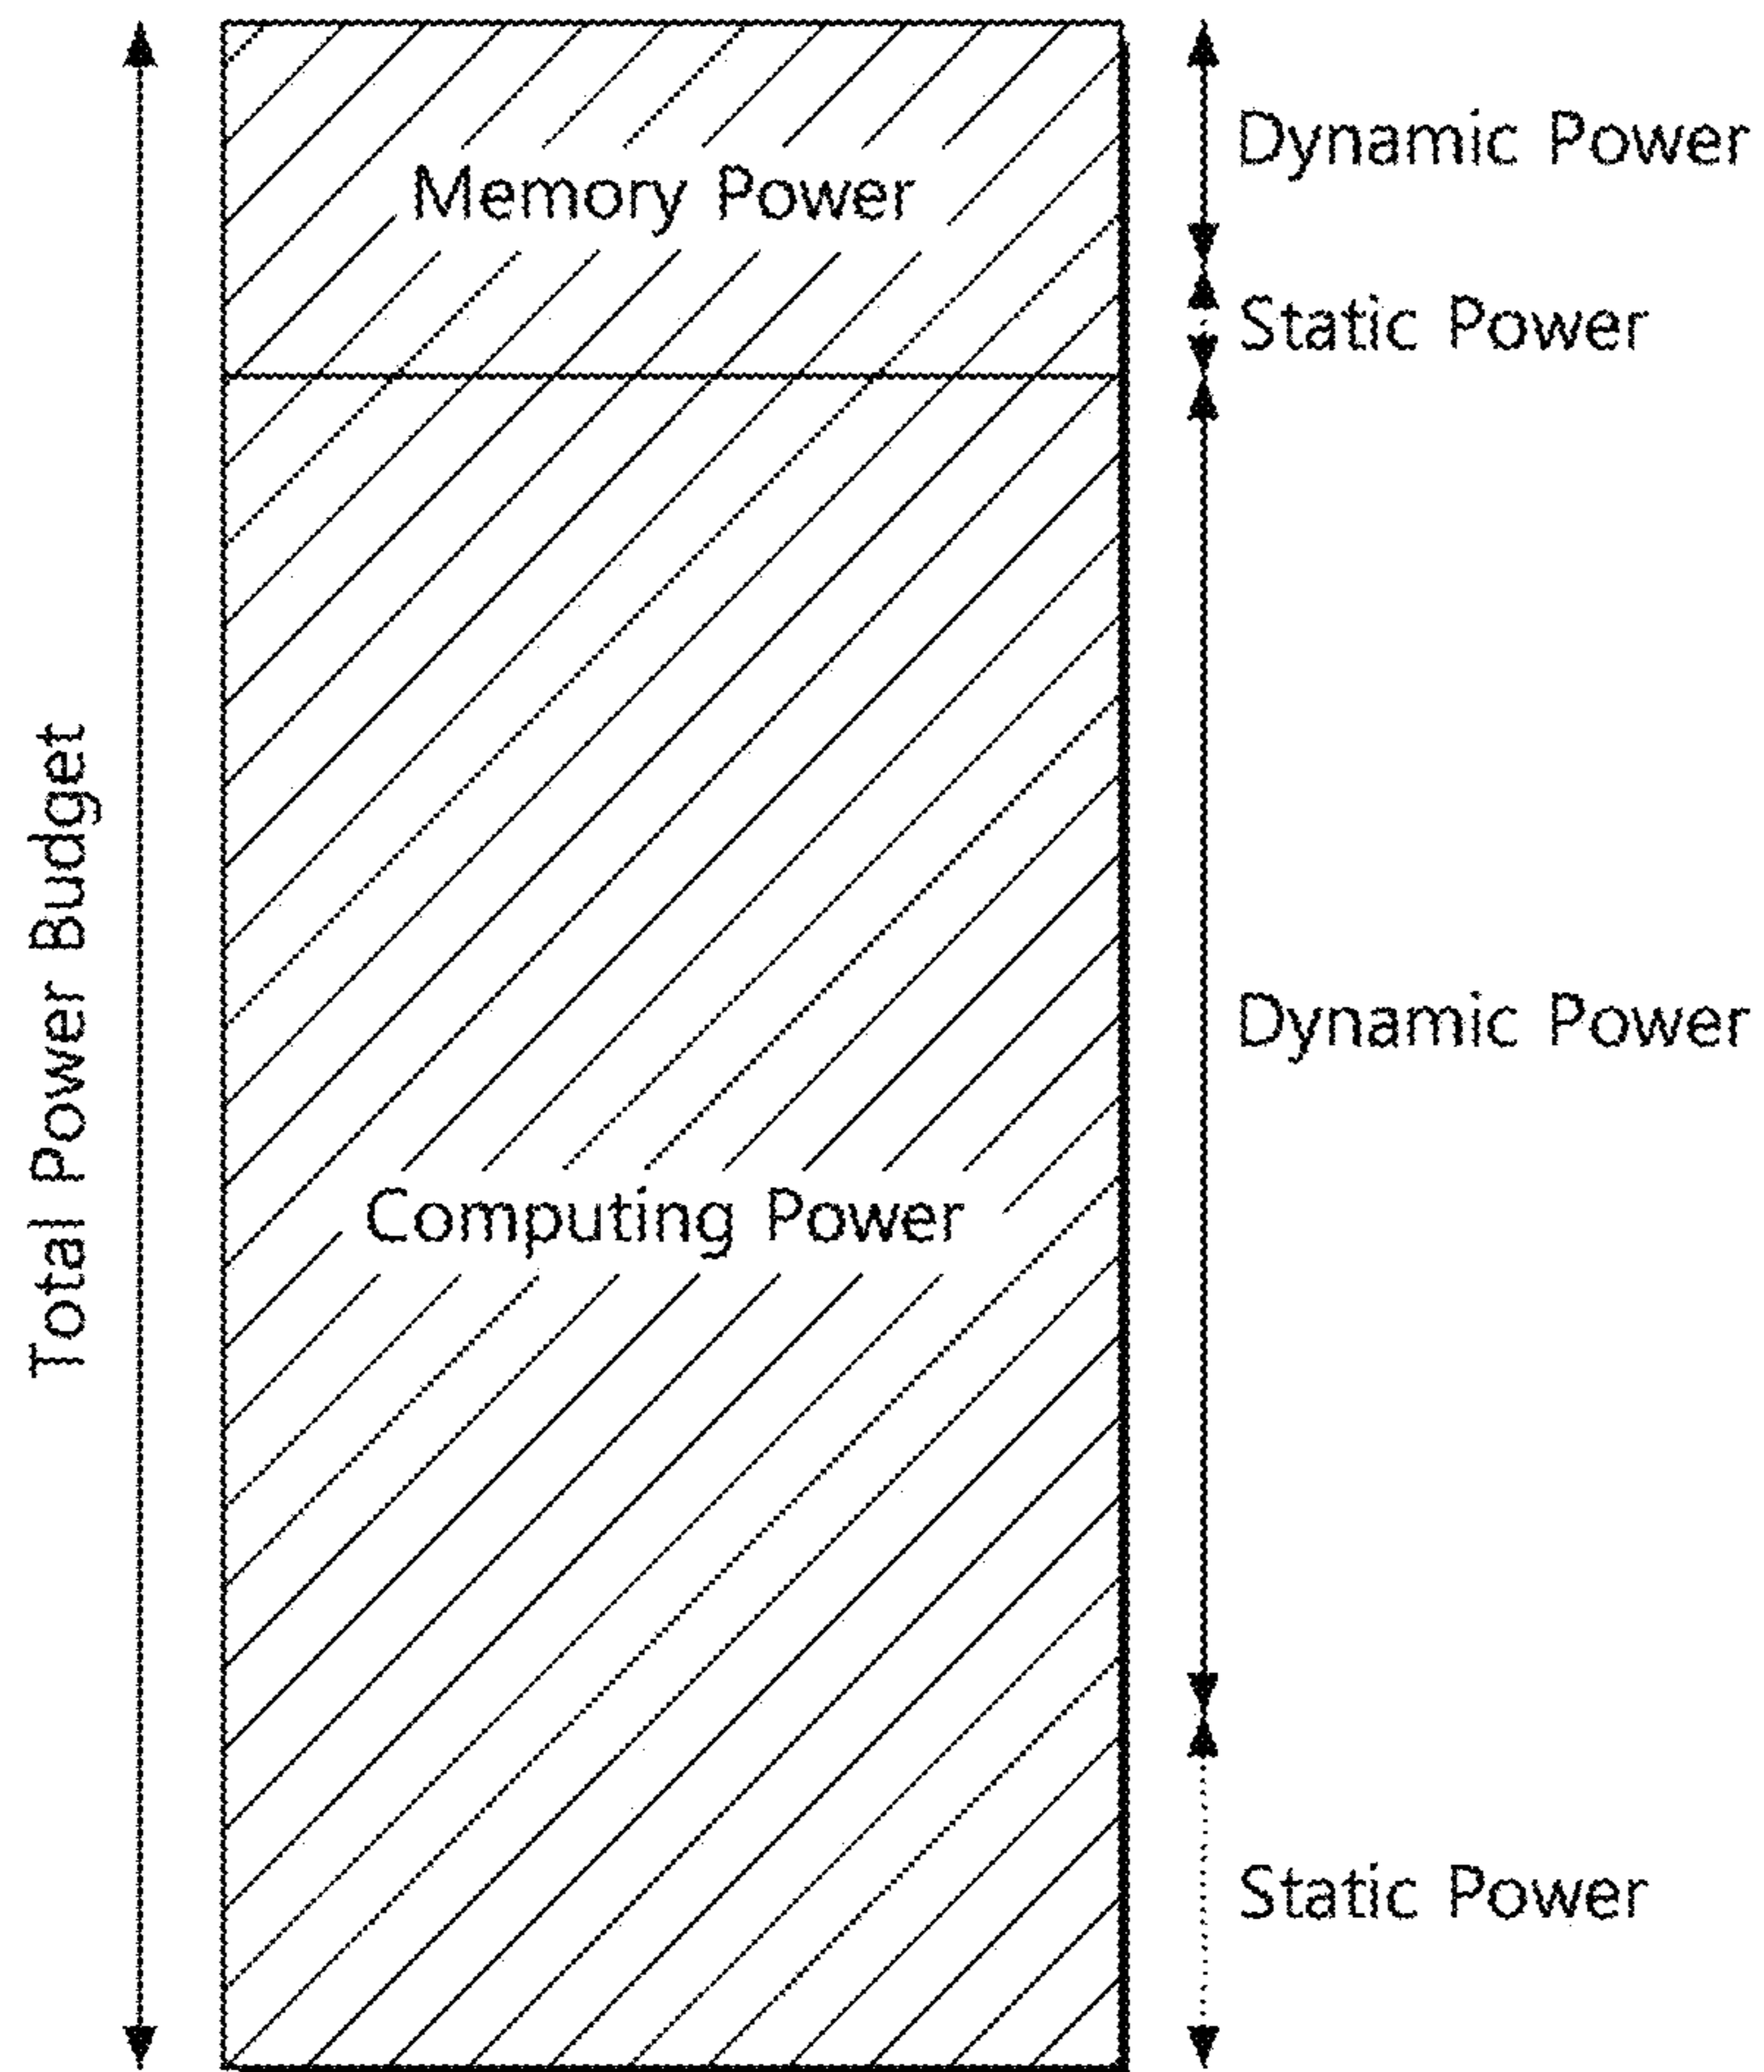 Total Power Budget
Memory Power
Computing Power
Dynamic Power
Static Power
Dynamic Power
Static Power